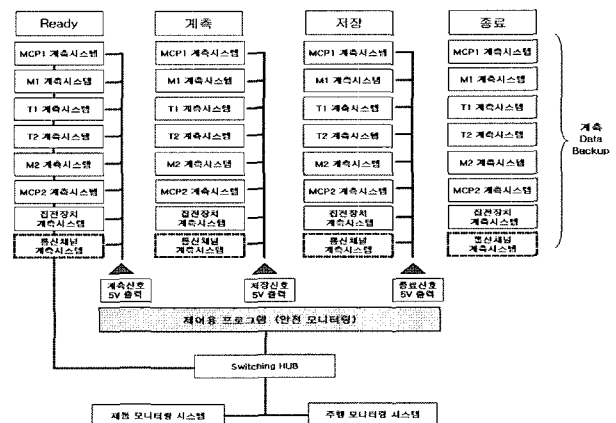 Ready
계측
저장
종료
MCP1 계측시스템
MCP1 계측시스템
MCP1 계측시스템
MCP1 계측시스템
M1 계측시스템
M1 계측시스템
M1 계측시스템
M1 계측시스템
T1 계측시스템
T1 계측시스템
T1 계측시스템
T1 계측시스템
T2 계측시스템
T2 계측시스템
T2 계측시스템
T2 계측시스템
M2 계측시스템
M2 계측시스템
M2 계측시스템
M2 계측시스템
MCP2 계측시스템
MCP2 계측시스템
MCP2 계측시스템
MCP2 계측시스템
집전장치
계측시스템
집전장치
계측시스템
집전장치
계측시스템
집전장치
계측시스템
통신채널
계측시스템
통신채널
계측시스템
통신채널
계측시스템
통신채널
계측시스템
계측
Data
Backup
계측신호
5V 출력
저장신호
5V 출력
종료신호
5V 출력
제어용 프로그램 (안전 모니터링)
Switching HUB
제동 모니터링 시스템
주행 모니터링 시스템